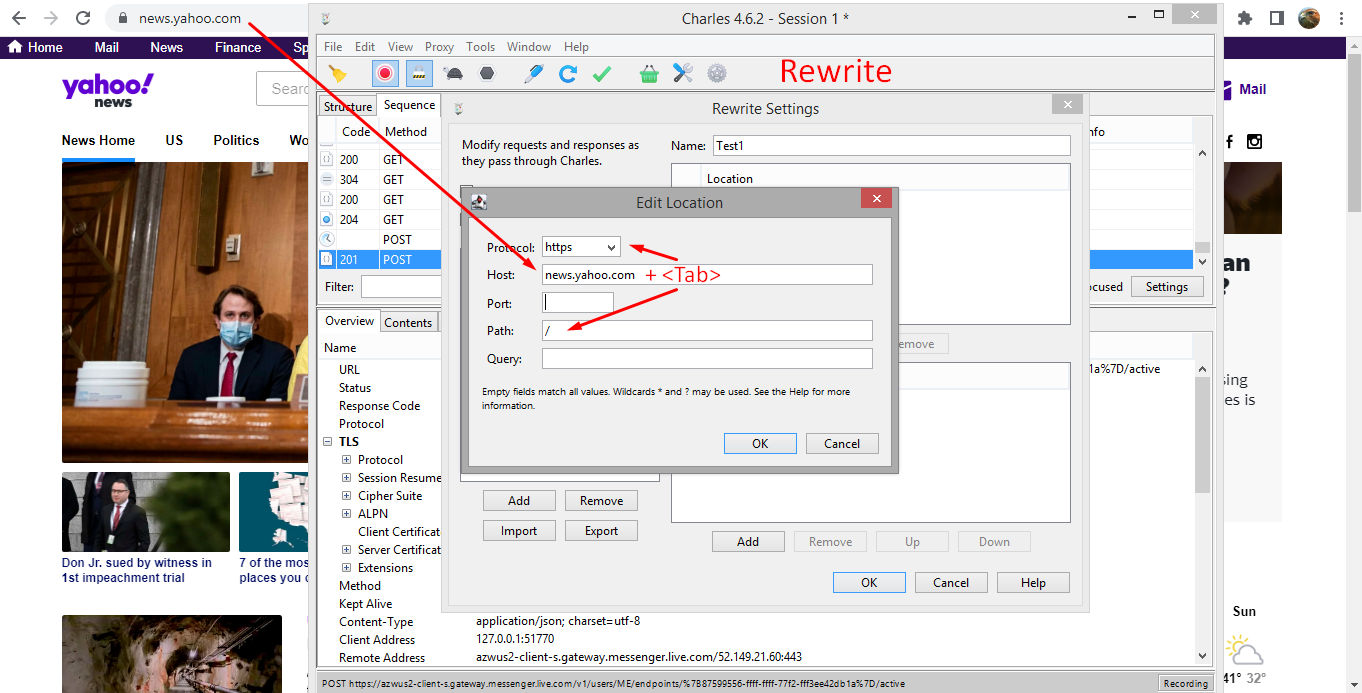 news.yahoo.com
Charles 4.6.2 - Session 1 *
Home Mail News Finance Sp
File Edit View Proxy Tools Window Help
Rewrite
yahoo!
news
Searc
Mail
Structure Sequence
Rewrite Settings
News Home US Politics Wo
Code Method
nfo
Modify requests and responses as
they pass through Charles.
Name: Test1
Location
200 GET
304 GET
200 GET
204 GET
POST
201 POST
Edit Location
Protocol: https
Host: news.yahoo.com + <Tab>
Port:
Path: /
Query:
Empty fields match all values. Wildcards * and ? may be used. See the Help for more
information.
OK Cancel
Filter:
ocused Settings
an
?
emove
Overview Contents
Name
URL
1a%7D/active
Status
Response Code
Protocol
TLS
Protocol
Session Resume
Cipher Suite
ALPN
Client Certificat
Server Certificat
Extensions
Method
Kept Alive
Content-Type application/json; charset=utf-8
Client Address 127.0.0.1:51770
Remote Address azwus2-client-s.gateway.messenger.live.com/52.149.21.60:443
sing
es is
Add Remove
Import Export
Add Remove Up Down
OK Cancel Help
Don Jr. sued by witness in
1st impeachment trial
7 of the mos
places you c
Sun
41° 32°
POST https://azwus2-client-s.gateway.messenger.live.com/v1/users/ME/endpoints/%7B87599556-ffff-ffff-77f2-fff3ee42db1a%7D/active
Recording